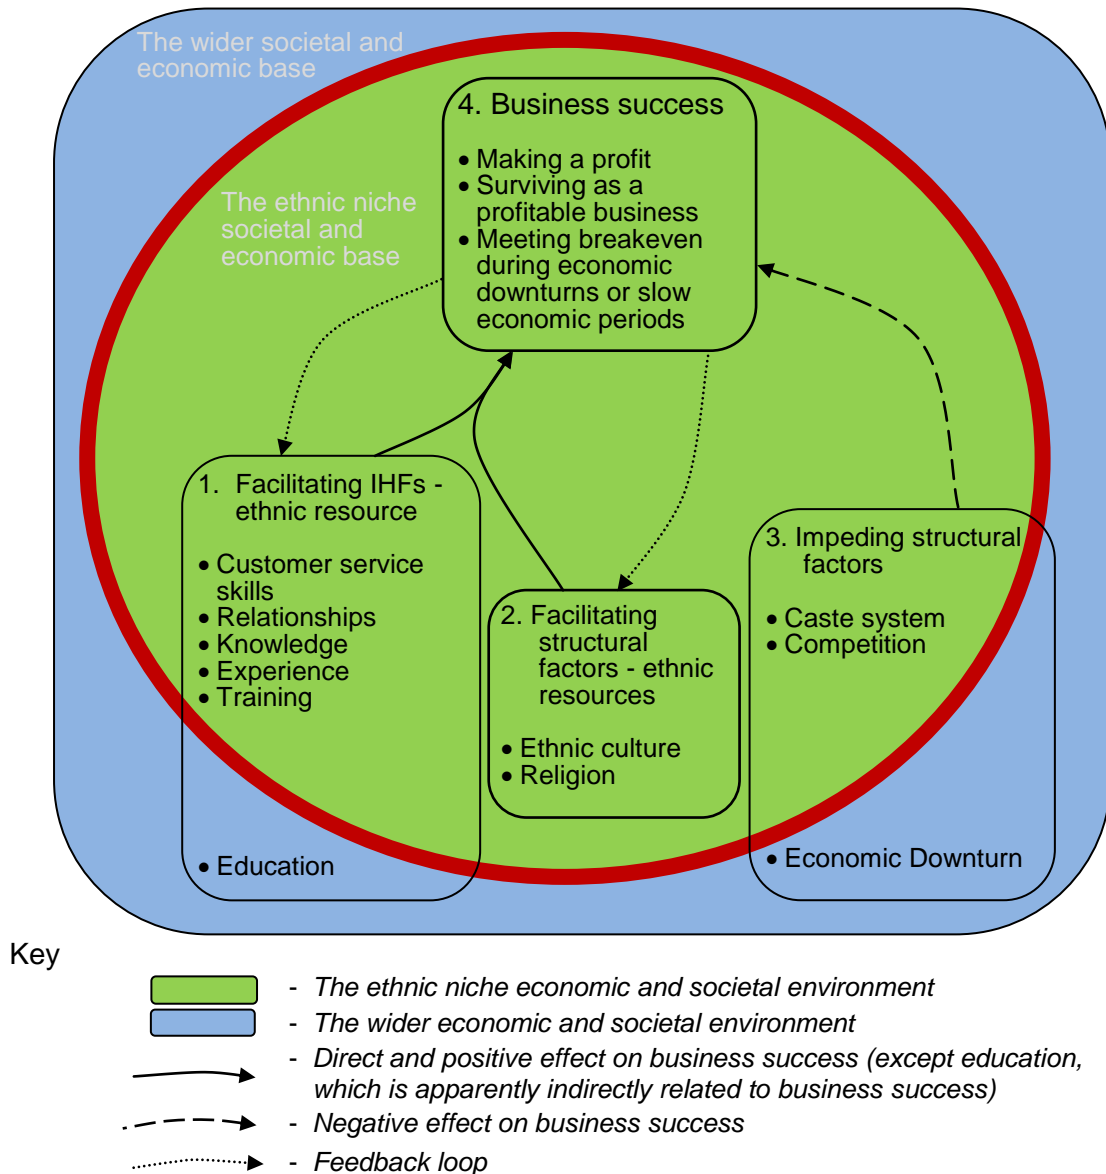 The wider societal and
economic base
4. Business success
• Making a profit
• Surviving as a
profitable business
• Meeting breakeven
during economic
downturns or slow
economic periods
The ethnic niche
societal and
economic base
1. Facilitating IHFs -
ethnic resource
• Customer service
skills
• Relationships
• Knowledge
• Experience
• Training
• Education
2. Facilitating
structural
factors - ethnic
resources
• Ethnic culture
• Religion
3. Impeding structural
factors
• Caste system
• Competition
• Economic Downturn
Key
- The ethnic niche economic and societal environment
- The wider economic and societal environment
- Direct and positive effect on business success (except education,
which is apparently indirectly related to business success)
- Negative effect on business success
- Feedback loop